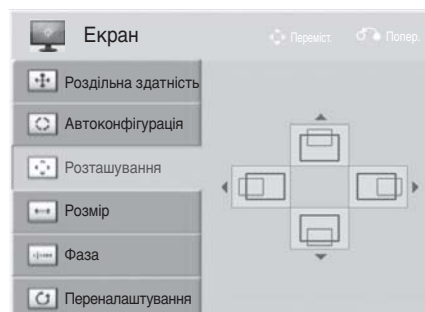 Екран
Переміст.
Попер.
Роздільна здатність
Автоконфігурація
Розташування
Розмір
Фаза
Переналаштування